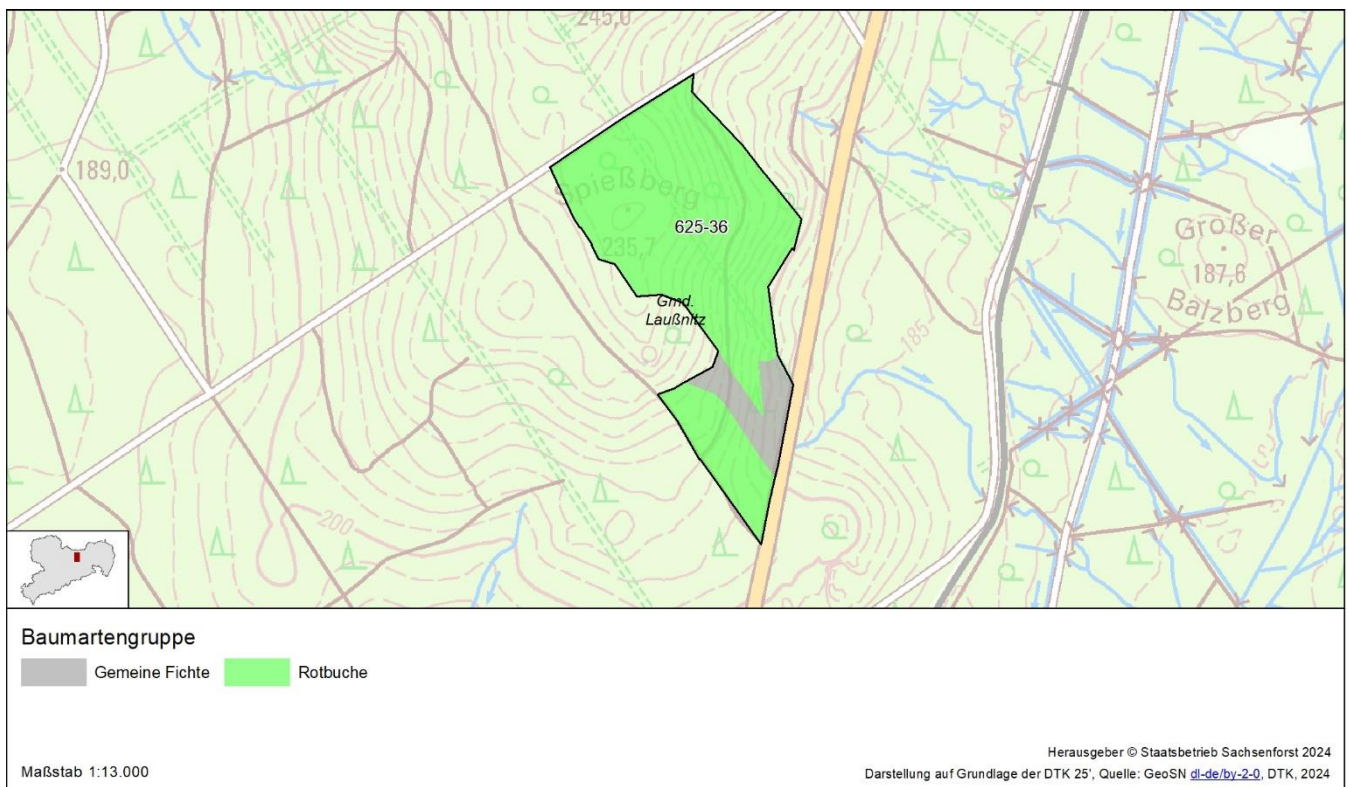 245,0
189,0
Spießberg
625-36
235,7
Gmd.
Laußnitz
Großer
187,6
Balzberg
185
200
Baumartengruppe
Gemeine Fichte
Rotbuche
Maßstab 1:13.000
Herausgeber © Staatsbetrieb Sachsenforst 2024
Darstellung auf Grundlage der DTK 25', Quelle: GeoSN dl-de/by-2-0, DTK, 2024